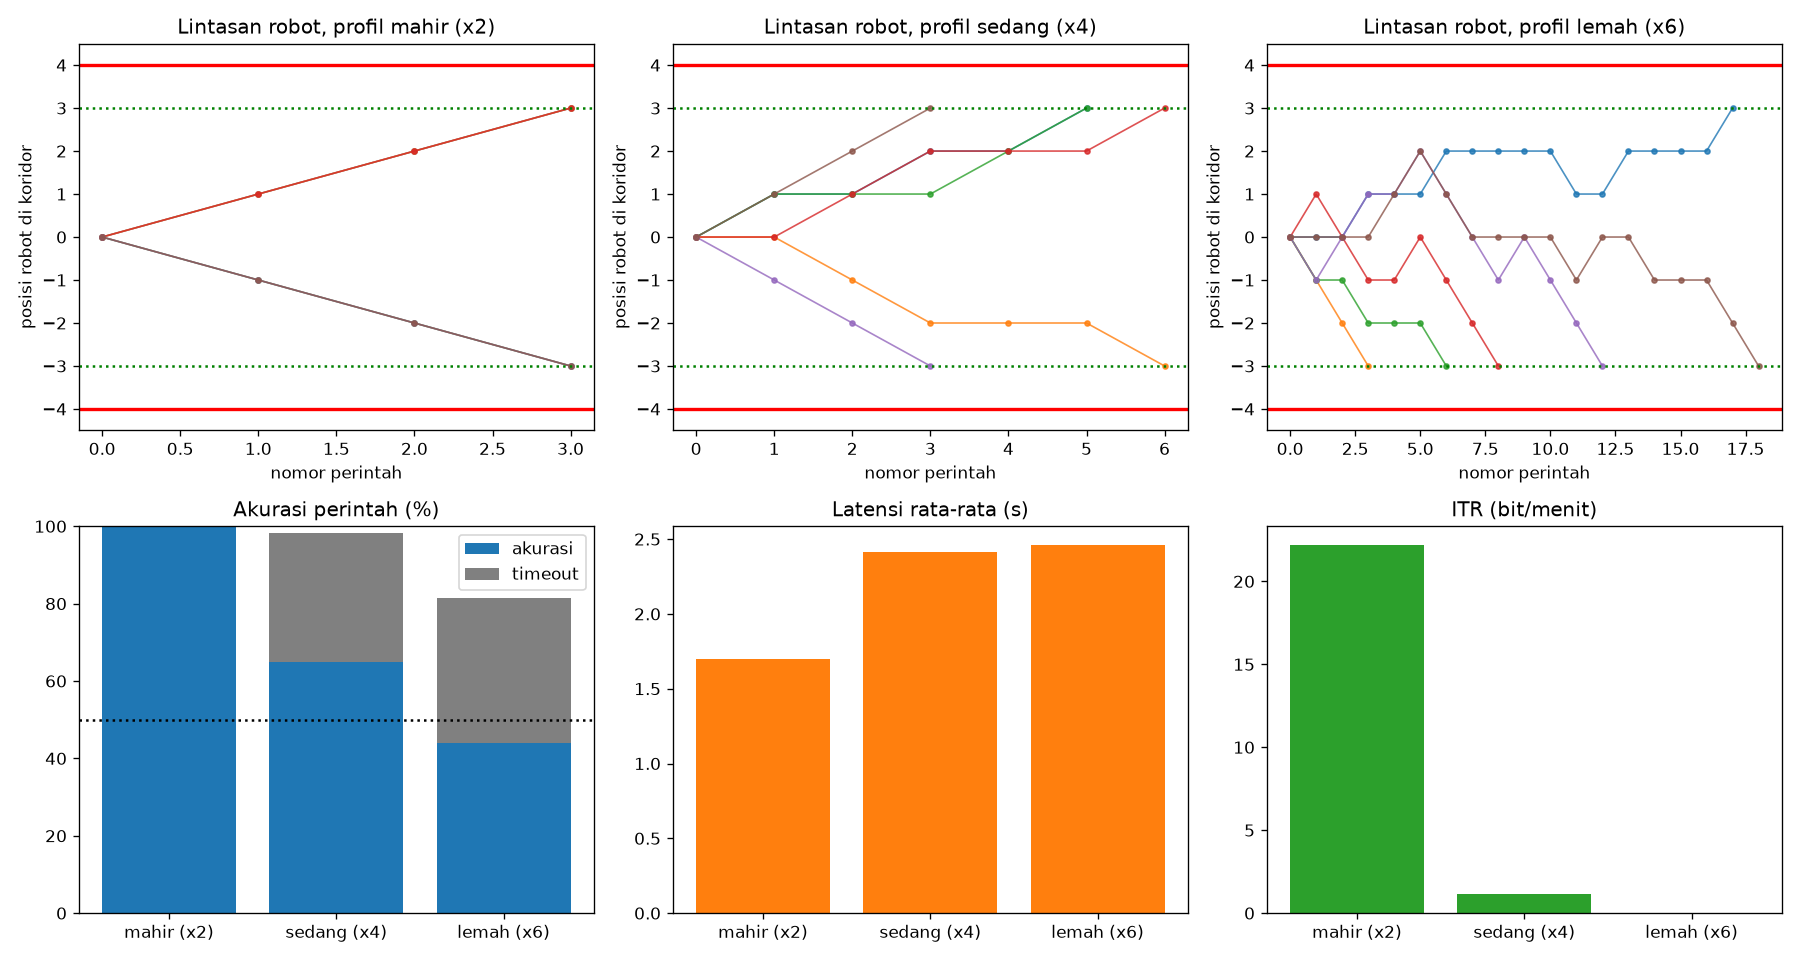 Lintasan robot, profil mahir (x2)
posisi robot di koridor
4
3
2
1
0
−1
−2
−3
−4
0.0 0.5 1.0 1.5 2.0 2.5 3.0
nomor perintah
Lintasan robot, profil sedang (x4)
posisi robot di koridor
4
3
2
1
0
−1
−2
−3
−4
0 1 2 3 4 5 6
nomor perintah
Lintasan robot, profil lemah (x6)
posisi robot di koridor
4
3
2
1
0
−1
−2
−3
−4
0.0 2.5 5.0 7.5 10.0 12.5 15.0 17.5
nomor perintah
Akurasi perintah (%)
100
80
60
40
20
0
akurasi
timeout
mahir (x2) sedang (x4) lemah (x6)
Latensi rata-rata (s)
2.5
2.0
1.5
1.0
0.5
0.0
mahir (x2) sedang (x4) lemah (x6)
ITR (bit/menit)
20
15
10
5
0
mahir (x2) sedang (x4) lemah (x6)